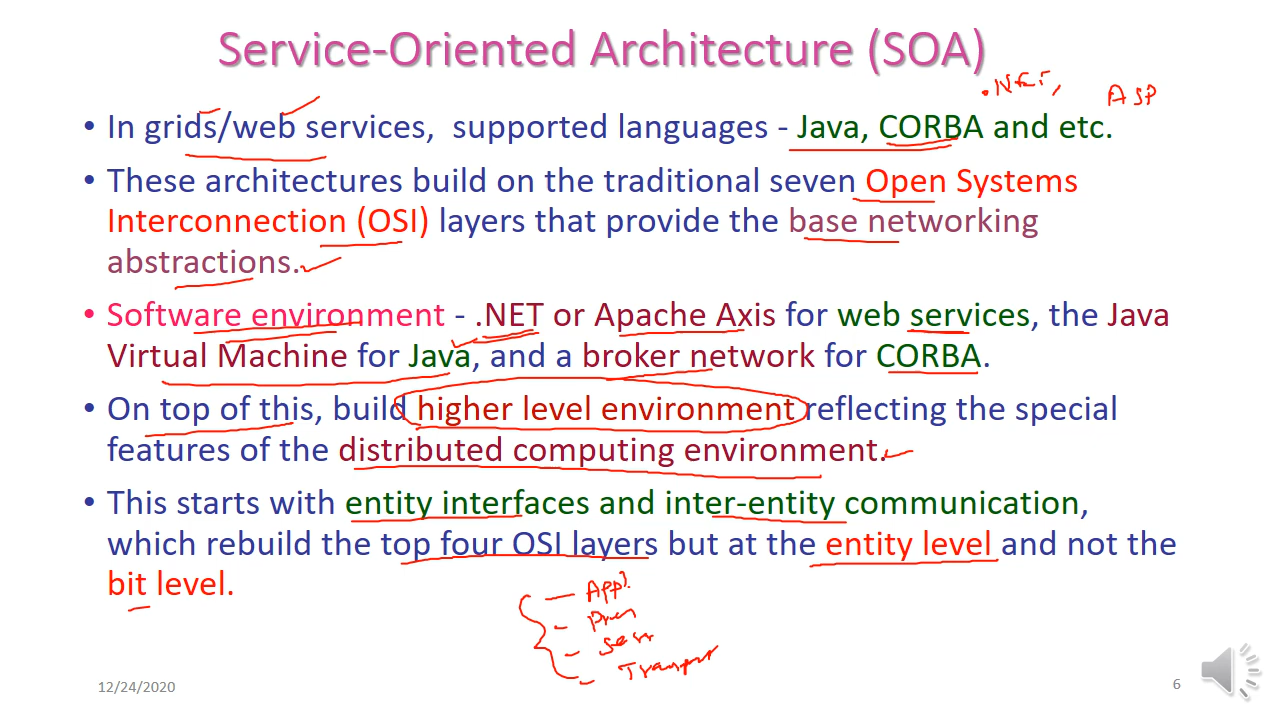 Service-Oriented Architecture (SOA)
.NET, ASP
• In grids/web services, supported languages - Java, CORBA and etc.
• These architectures build on the traditional seven Open Systems
Interconnection (OSI) layers that provide the base networking
abstractions.
• Software environment - .NET or Apache Axis for web services, the Java
Virtual Machine for Java, and a broker network for CORBA.
• On top of this, build higher level environment reflecting the special
features of the distributed computing environment.
• This starts with entity interfaces and inter-entity communication,
which rebuild the top four OSI layers but at the entity level and not the
bit level.
Appl
Pres
Sess
Transport
12/24/2020
6